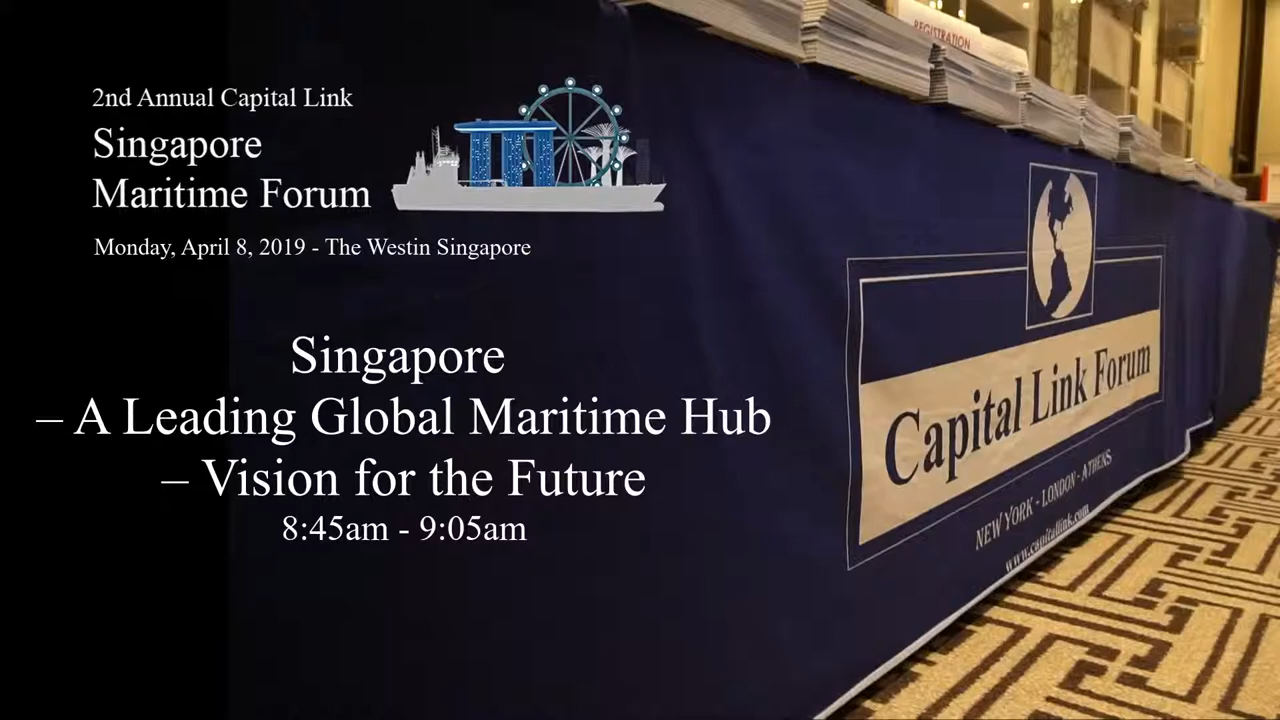 2nd Annual Capital Link
Singapore
Maritime Forum
Monday, April 8, 2019 - The Westin Singapore
Singapore
– A Leading Global Maritime Hub
– Vision for the Future
8:45am - 9:05am
REGISTRATION
Capital Link Forum
NEW YORK - LONDON - ATHENS
www.capitallink.com